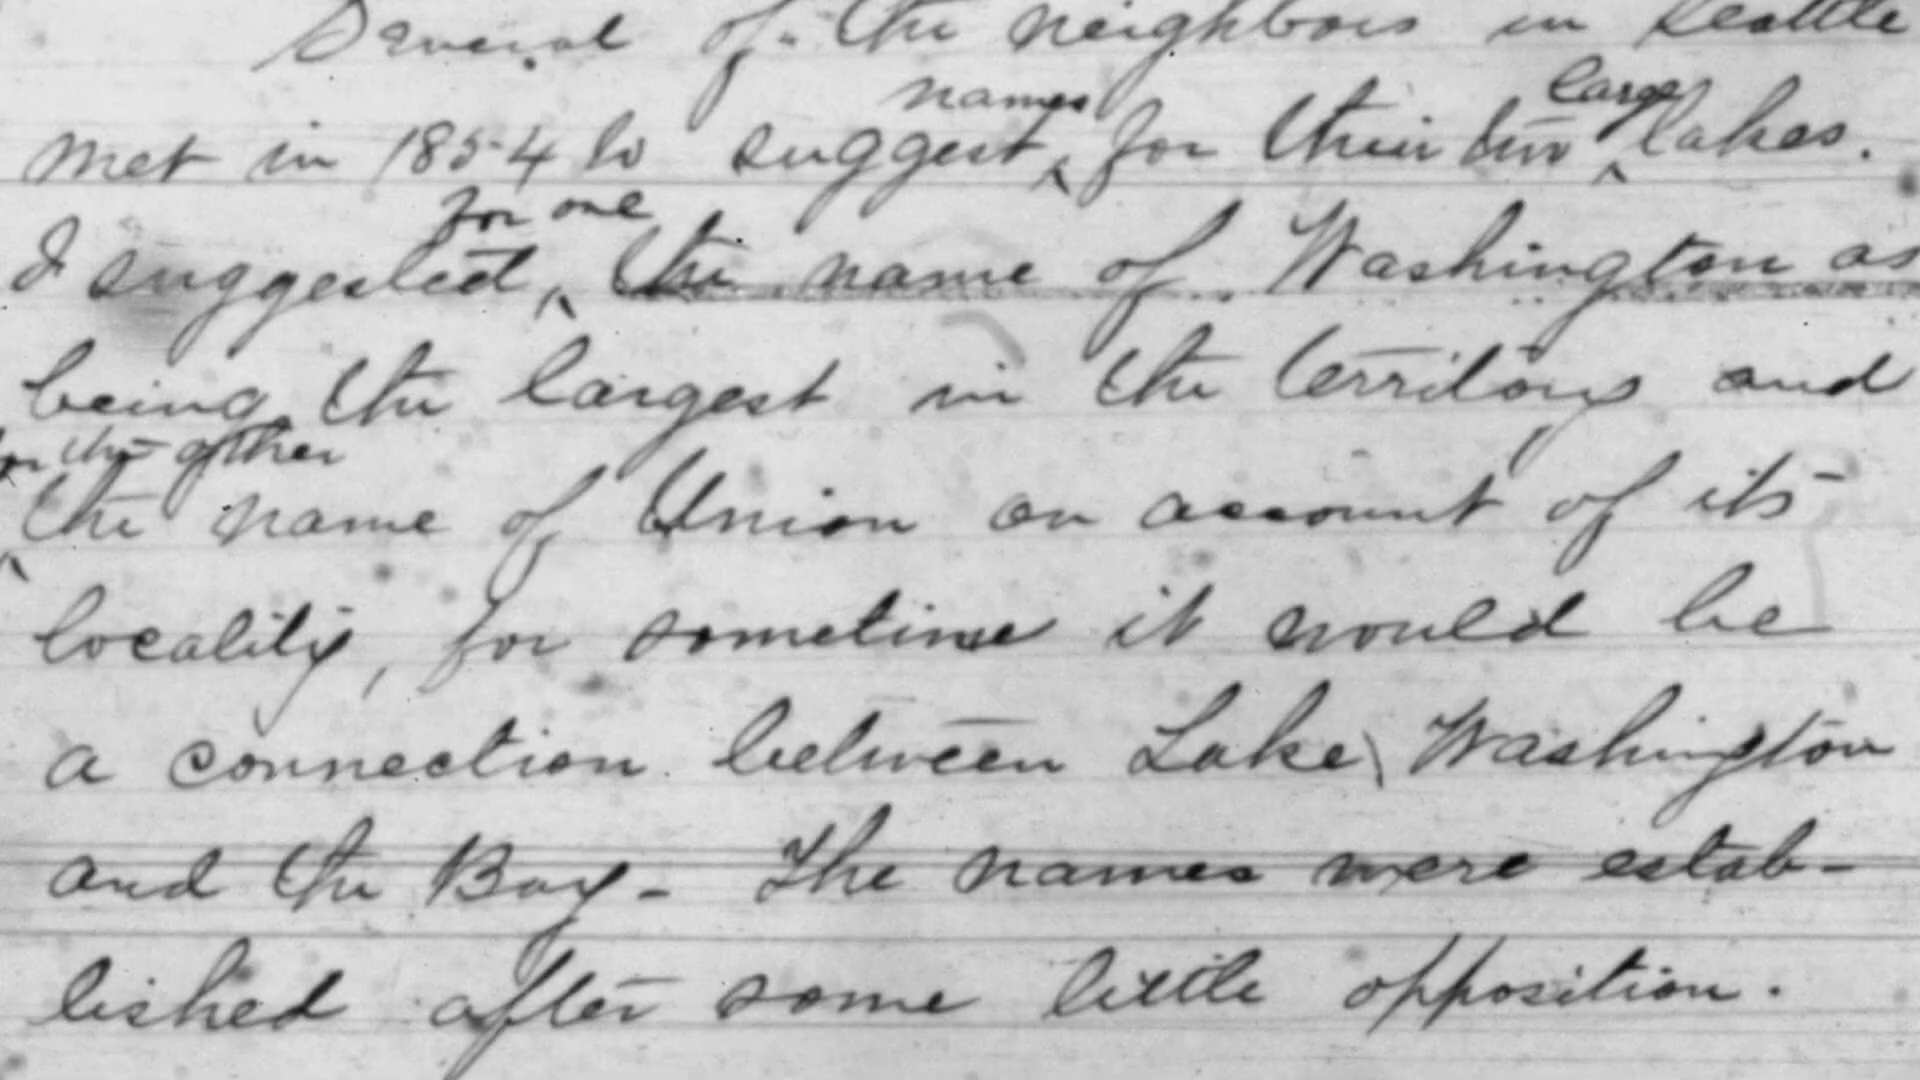 Several of the neighbors in Seattle
names large
met in 1854 to suggest ^ for their two ^ lakes.
for one
I suggested, ^ the name of Washington as
being the largest in the territory and
for the other
^ the name of Union on account of its
locality, for sometime it would be
a connection between Lake \ Washington
and the Bay - The names were estab-
lished after some little opposition.